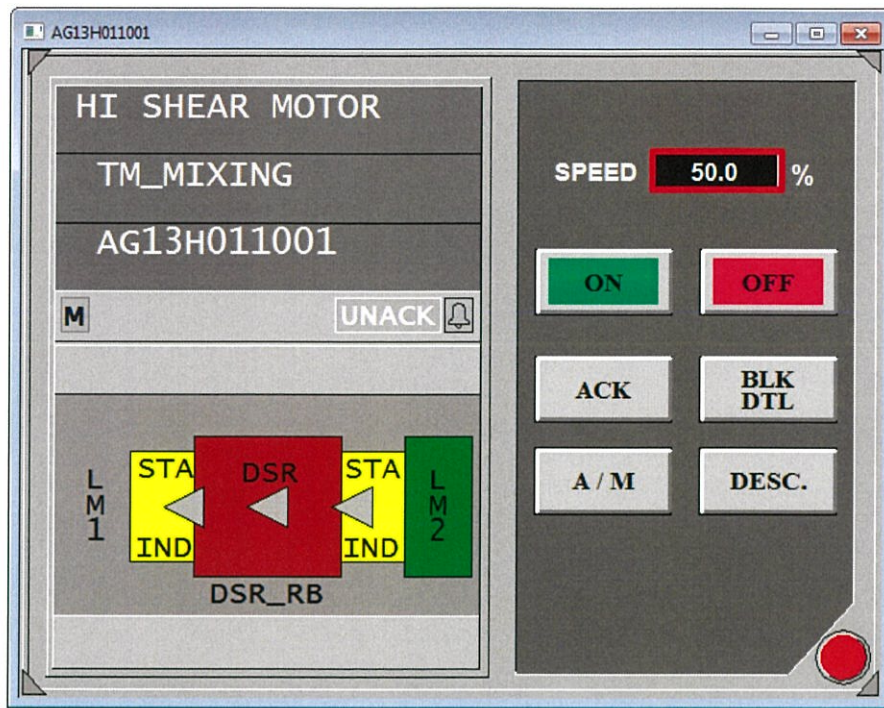 AG13H011001
HI SHEAR MOTOR
TM_MIXING
AG13H011001
M
UNACK
LM1
STA
IND
DSR
STA
IND
LM2
DSR_RB
SPEED
50.0
%
ON
OFF
ACK
BLK
DTL
A / M
DESC.